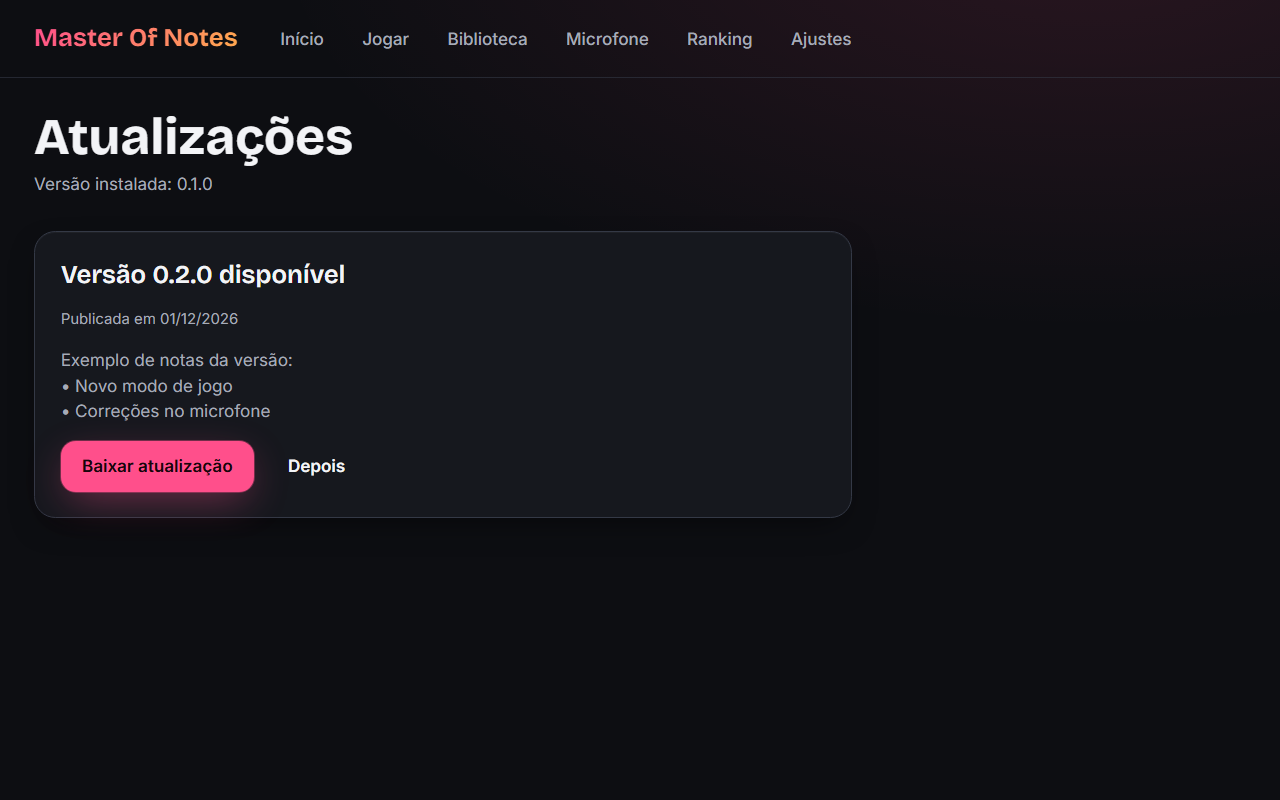 Master Of Notes
Início
Jogar
Biblioteca
Microfone
Ranking
Ajustes
Atualizações
Versão instalada: 0.1.0
Versão 0.2.0 disponível
Publicada em 01/12/2026
Exemplo de notas da versão:
• Novo modo de jogo
• Correções no microfone
Baixar atualização
Depois